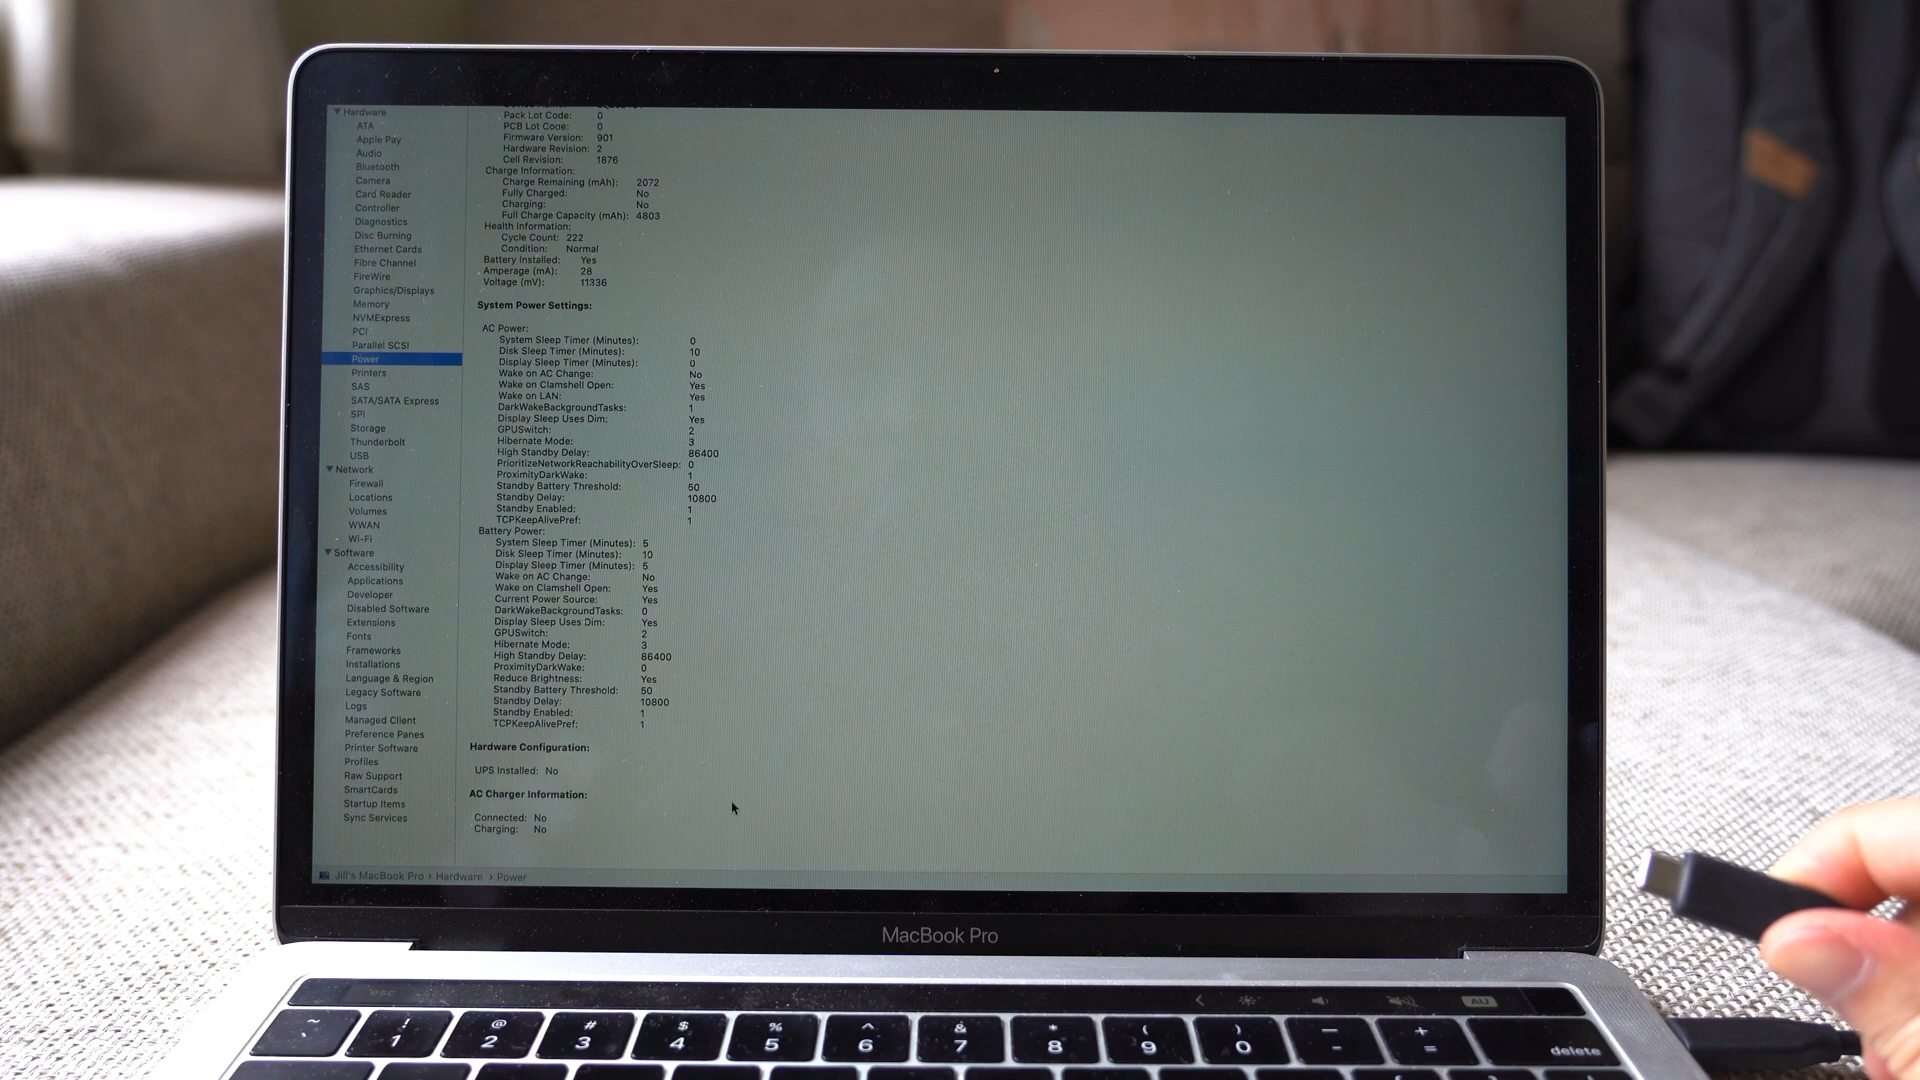 Hardware
ATA
Apple Pay
Audio
Bluetooth
Camera
Card Reader
Controller
Diagnostics
Disc Burning
Ethernet Cards
Fibre Channel
FireWire
Graphics/Displays
Memory
NVMExpress
PCI
Parallel SCSI
Power
Printers
SAS
SATA/SATA Express
SPI
Storage
Thunderbolt
USB
Network
Firewall
Locations
Volumes
WWAN
Wi-Fi
Software
Accessibility
Applications
Developer
Disabled Software
Extensions
Fonts
Frameworks
Installations
Language & Region
Legacy Software
Logs
Managed Client
Preference Panes
Printer Software
Profiles
Raw Support
SmartCards
Startup Items
Sync Services
Pack Lot Code: 0
PCB Lot Code: 0
Firmware Version: 901
Hardware Revision: 2
Cell Revision: 1876
Charge Information:
Charge Remaining (mAh): 2072
Fully Charged: No
Charging: No
Full Charge Capacity (mAh): 4803
Health Information:
Cycle Count: 222
Condition: Normal
Battery Installed: Yes
Amperage (mA): 28
Voltage (mV): 11336
System Power Settings:
AC Power:
System Sleep Timer (Minutes): 0
Disk Sleep Timer (Minutes): 10
Display Sleep Timer (Minutes): 0
Wake on AC Change: No
Wake on Clamshell Open: Yes
Wake on LAN: Yes
DarkWakeBackgroundTasks: 1
Display Sleep Uses Dim: Yes
GPUSwitch: 2
Hibernate Mode: 3
High Standby Delay: 86400
PrioritizeNetworkReachabilityOverSleep: 0
ProximityDarkWake: 1
Standby Battery Threshold: 50
Standby Delay: 10800
Standby Enabled: 1
TCPKeepAlivePref: 1
Battery Power:
System Sleep Timer (Minutes): 5
Disk Sleep Timer (Minutes): 10
Display Sleep Timer (Minutes): 5
Wake on AC Change: No
Wake on Clamshell Open: Yes
Current Power Source: Yes
DarkWakeBackgroundTasks: 0
Display Sleep Uses Dim: Yes
GPUSwitch: 2
Hibernate Mode: 3
High Standby Delay: 86400
ProximityDarkWake: 0
Reduce Brightness: Yes
Standby Battery Threshold: 50
Standby Delay: 10800
Standby Enabled: 1
TCPKeepAlivePref: 1
Hardware Configuration:
UPS Installed: No
AC Charger Information:
Connected: No
Charging: No
Jill's MacBook Pro › Hardware › Power
MacBook Pro
esc AU
~ ! @ # $ % ^ & * ( ) _ +
` 1 2 3 4 5 6 7 8 9 0 - = delete